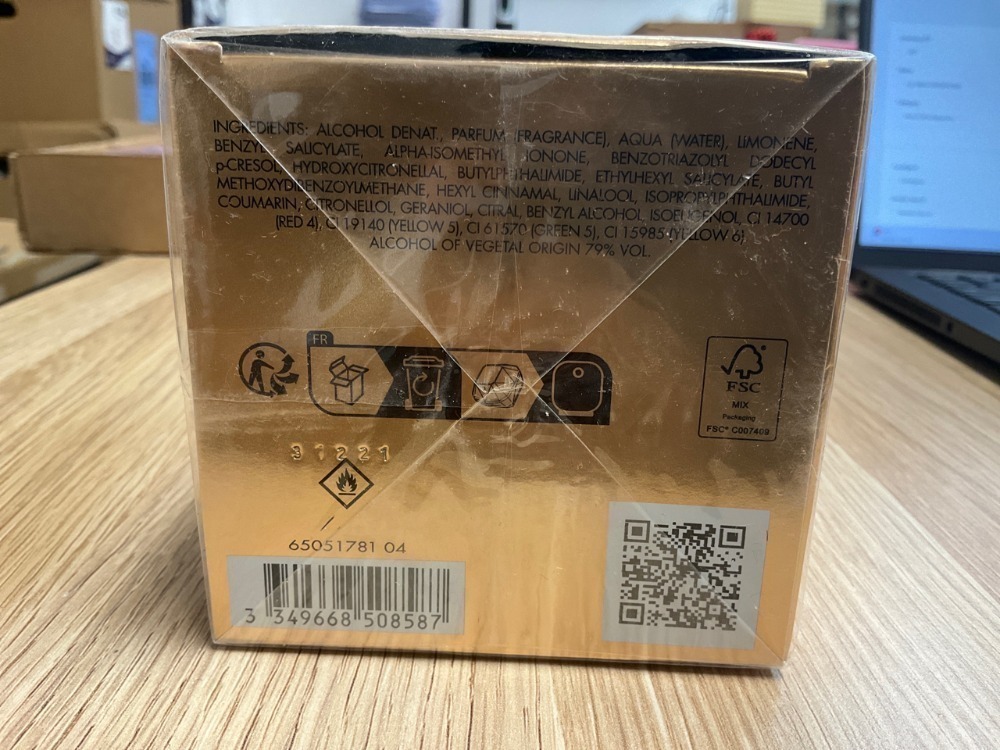 INGREDIENTS: ALCOHOL DENAT., PARFUM (FRAGRANCE), AQUA (WATER), LIMONENE,
BENZYL SALICYLATE, ALPHA-ISOMETHYL IONONE, BENZOTRIAZOLYL DODECYL
p-CRESOL, HYDROXYCITRONELLAL, BUTYLPHTHALIMIDE, ETHYLHEXYL SALICYLATE, BUTYL
METHOXYDIBENZOYLMETHANE, HEXYL CINNAMAL, LINALOOL, ISOPROPYLPHTHALIMIDE,
COUMARIN, CITRONELLOL, GERANIOL, CITRAL, BENZYL ALCOHOL, ISOEUGENOL, CI 14700
(RED 4), CI 19140 (YELLOW 5), CI 61570 (GREEN 5), CI 15985 (YELLOW 6).
ALCOHOL OF VEGETAL ORIGIN 79% VOL.
FR
FSC
MIX
Packaging
FSC® C007409
31221
65051781 04
3 349668 508587